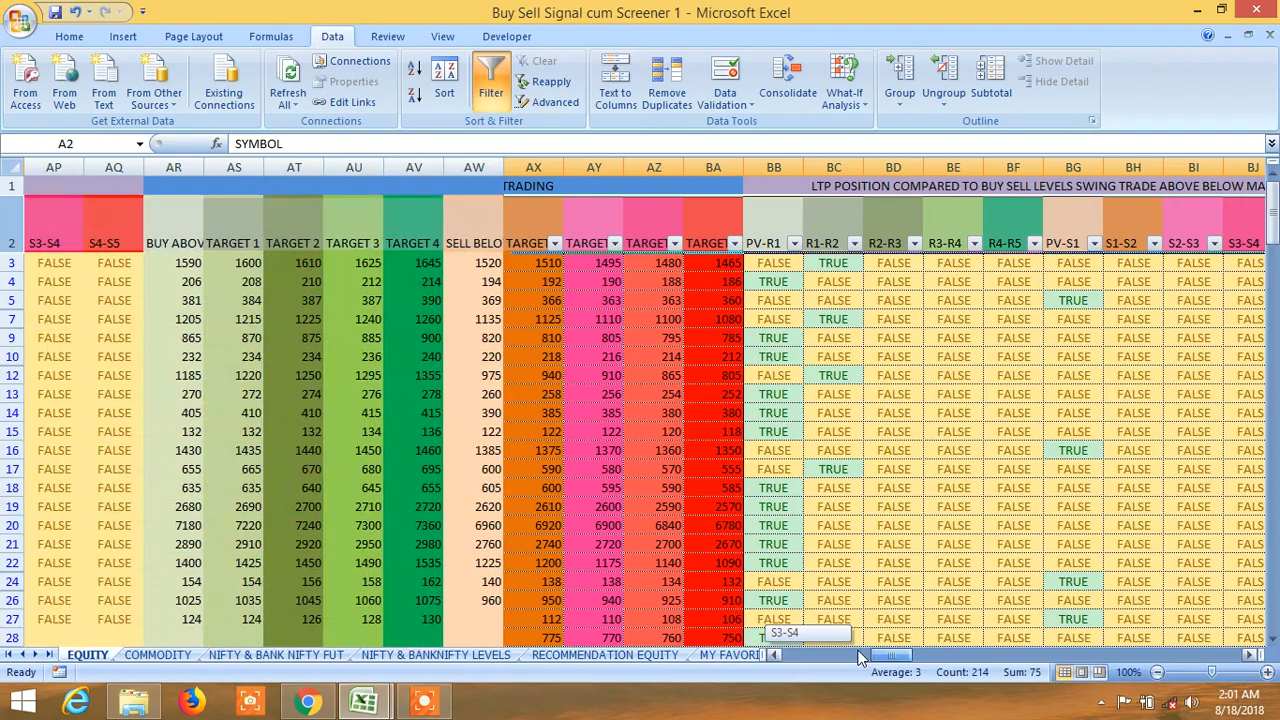 Buy Sell Signal cum Screener 1 - Microsoft Excel
Home Insert Page Layout Formulas Data Review View Developer
From Access From Web From Text From Other Sources Existing Connections Refresh All Connections Properties Edit Links Sort Filter Clear Reapply Advanced Text to Columns Remove Duplicates Data Validation Consolidate What-If Analysis Group Ungroup Subtotal Show Detail Hide Detail
Get External Data Connections Sort & Filter Data Tools Outline
A2 fx SYMBOL
AP AQ AR AS AT AU AV AW AX AY AZ BA BB BC BD BE BF BG BH BI BJ
1 TRADING LTP POSITION COMPARED TO BUY SELL LEVELS SWING TRADE ABOVE BELOW MA
2 S3-S4 S4-S5 BUY ABOV TARGET 1 TARGET 2 TARGET 3 TARGET 4 SELL BELO TARGET TARGET TARGET TARGET PV-R1 R1-R2 R2-R3 R3-R4 R4-R5 PV-S1 S1-S2 S2-S3 S3-S4
3 FALSE FALSE 1590 1600 1610 1625 1645 1520 1510 1495 1480 1465 FALSE TRUE FALSE FALSE FALSE FALSE FALSE FALSE FALS
4 FALSE FALSE 206 208 210 212 214 194 192 190 188 186 TRUE FALSE FALSE FALSE FALSE FALSE FALSE FALSE FALS
5 FALSE FALSE 381 384 387 387 390 369 366 363 363 360 FALSE FALSE FALSE FALSE FALSE TRUE FALSE FALSE FALS
7 FALSE FALSE 1205 1215 1225 1240 1260 1135 1125 1110 1100 1080 FALSE TRUE FALSE FALSE FALSE FALSE FALSE FALSE FALS
9 FALSE FALSE 865 870 875 885 900 820 810 805 795 785 TRUE FALSE FALSE FALSE FALSE FALSE FALSE FALSE FALS
10 FALSE FALSE 232 234 234 236 240 220 218 216 214 212 TRUE FALSE FALSE FALSE FALSE FALSE FALSE FALSE FALS
12 FALSE FALSE 1185 1220 1250 1295 1355 975 940 910 865 805 FALSE TRUE FALSE FALSE FALSE FALSE FALSE FALSE FALS
13 FALSE FALSE 270 272 274 276 278 260 258 256 254 252 TRUE FALSE FALSE FALSE FALSE FALSE FALSE FALSE FALS
14 FALSE FALSE 405 410 410 415 415 390 385 385 380 380 TRUE FALSE FALSE FALSE FALSE FALSE FALSE FALSE FALS
15 FALSE FALSE 132 132 132 134 136 122 122 122 120 118 TRUE FALSE FALSE FALSE FALSE FALSE FALSE FALSE FALS
16 FALSE FALSE 1430 1435 1440 1450 1460 1385 1375 1370 1360 1350 FALSE FALSE FALSE FALSE FALSE TRUE FALSE FALSE FALS
17 FALSE FALSE 655 665 670 680 695 600 590 580 570 555 FALSE TRUE FALSE FALSE FALSE FALSE FALSE FALSE FALS
18 FALSE FALSE 635 635 640 645 655 605 600 595 590 585 TRUE FALSE FALSE FALSE FALSE FALSE FALSE FALSE FALS
19 FALSE FALSE 2680 2690 2700 2710 2720 2620 2610 2600 2590 2570 TRUE FALSE FALSE FALSE FALSE FALSE FALSE FALSE FALS
20 FALSE FALSE 7180 7220 7240 7300 7360 6960 6920 6900 6840 6780 TRUE FALSE FALSE FALSE FALSE FALSE FALSE FALSE FALS
21 FALSE FALSE 2890 2910 2920 2950 2980 2760 2740 2720 2700 2670 TRUE FALSE FALSE FALSE FALSE FALSE FALSE FALSE FALS
22 FALSE FALSE 1400 1425 1450 1490 1535 1225 1200 1175 1140 1090 TRUE FALSE FALSE FALSE FALSE FALSE FALSE FALSE FALS
24 FALSE FALSE 154 154 156 158 162 140 138 138 134 132 FALSE FALSE FALSE FALSE FALSE TRUE FALSE FALSE FALS
26 FALSE FALSE 1025 1035 1045 1060 1075 960 950 940 925 910 TRUE FALSE FALSE FALSE FALSE FALSE FALSE FALSE FALS
27 FALSE FALSE 124 124 126 128 130 112 110 108 106 FALSE FALSE FALSE FALSE FALSE TRUE FALSE FALSE FALS
28 775 770 760 750 FALSE FALSE FALSE FALSE FALSE FALSE FALS
S3-S4
EQUITY COMMODITY NIFTY & BANK NIFTY FUT NIFTY & BANKNIFTY LEVELS RECOMMENDATION EQUITY MY FAVORI
Ready Average: 3 Count: 214 Sum: 75 100%
2:01 AM
8/18/2018